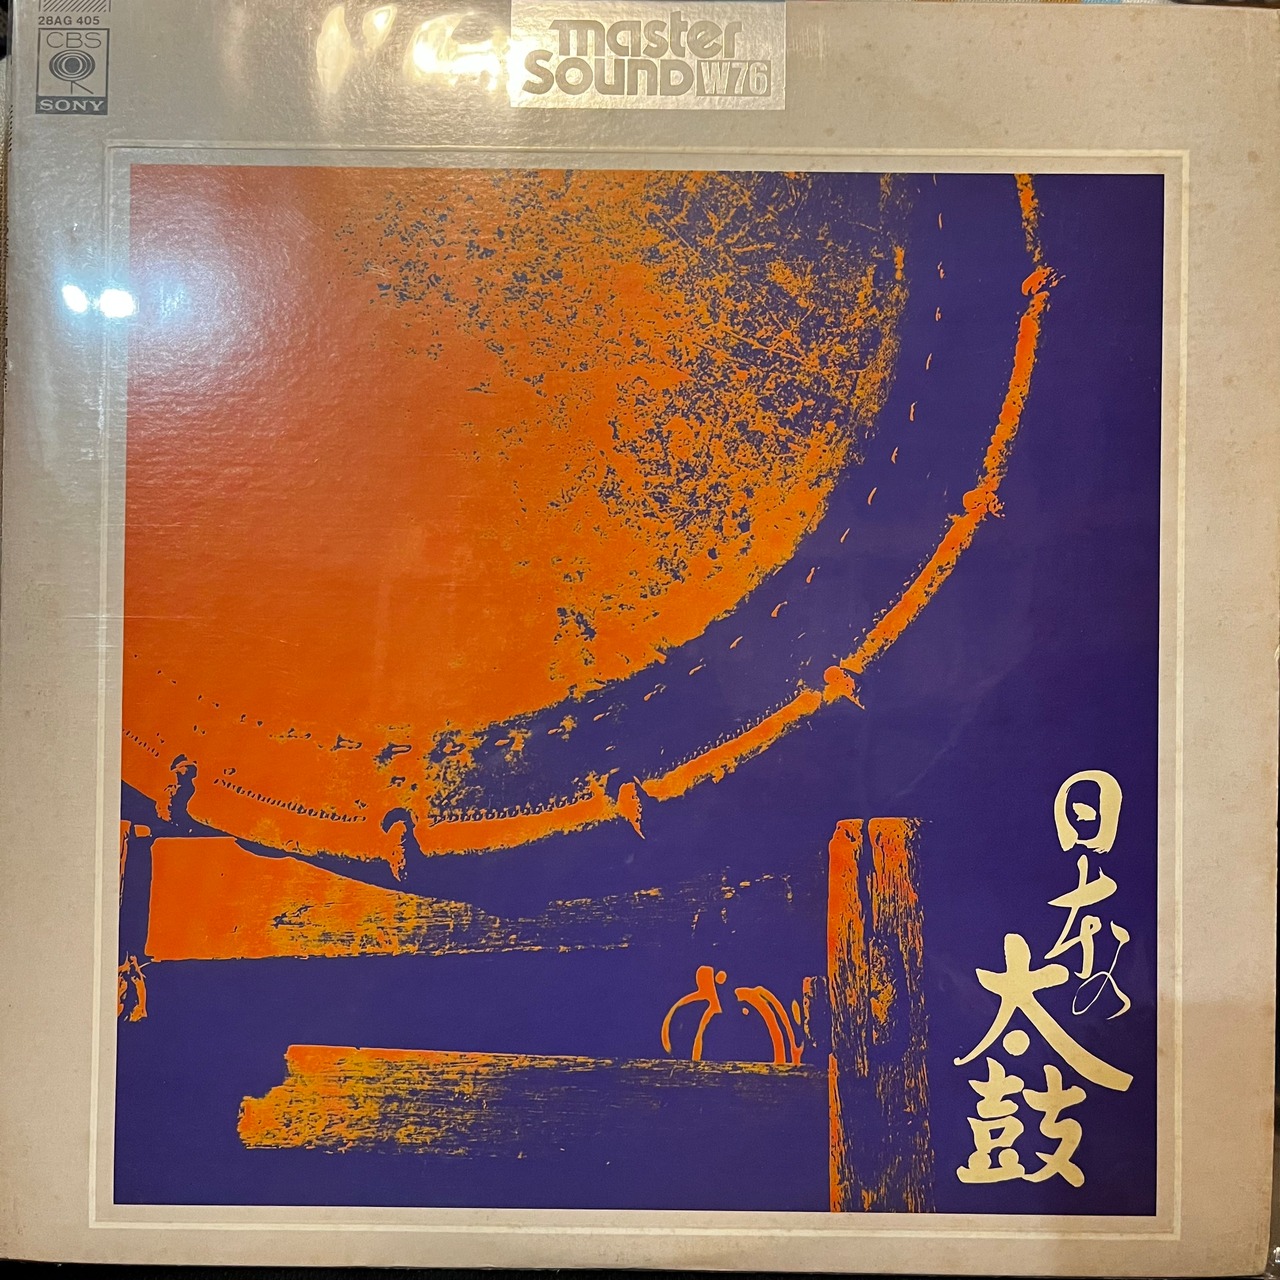 28AG 405
CBS
SONY
master
Sound W76
日本の
太鼓